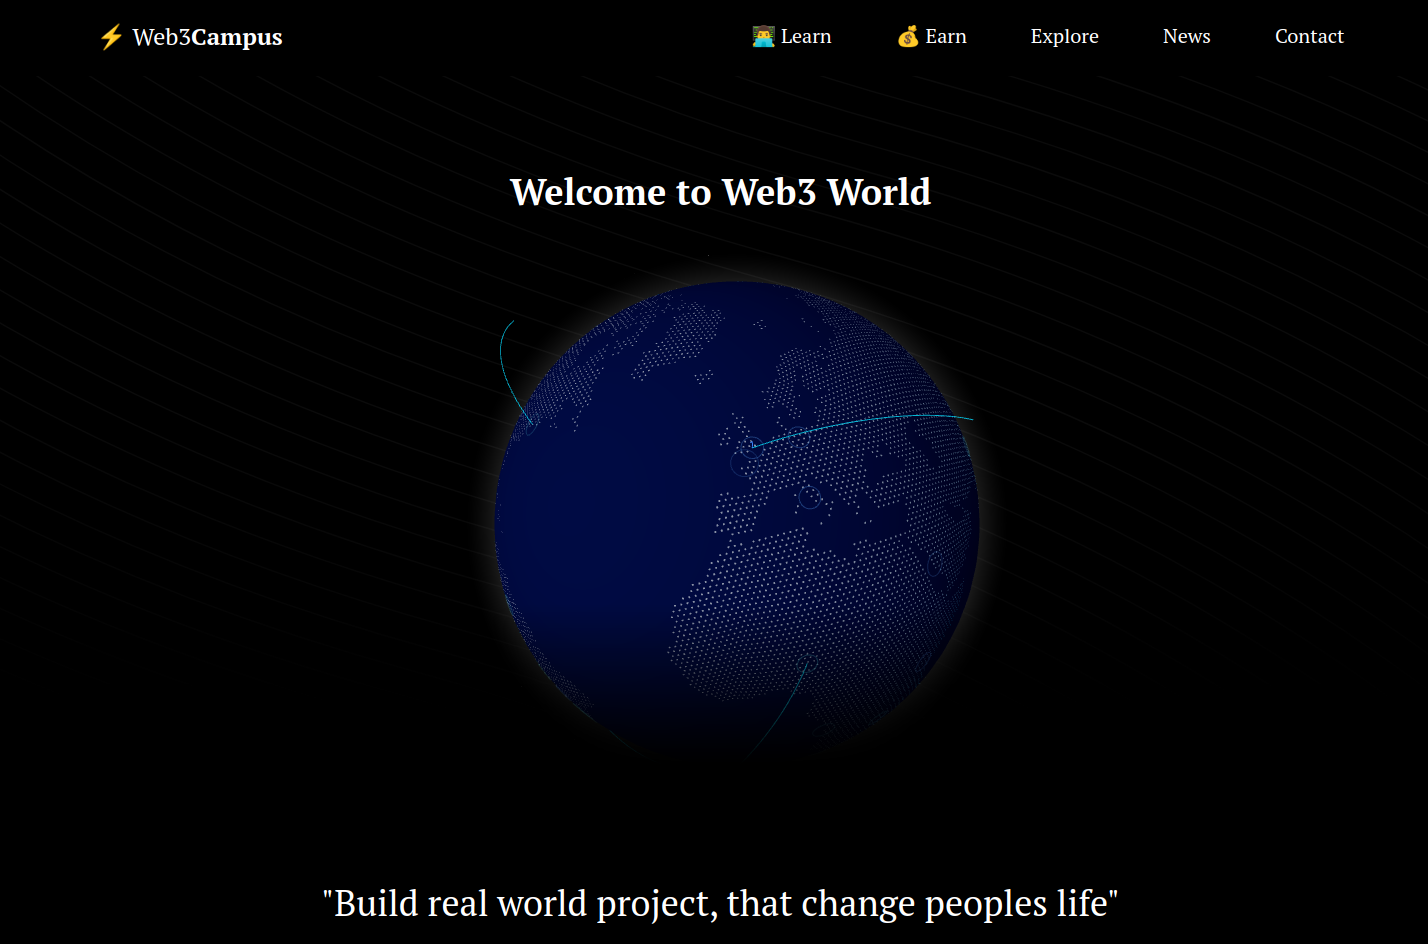 ⚡ Web3Campus
👨‍💻 Learn
💰 Earn
Explore
News
Contact
Welcome to Web3 World
"Build real world project, that change peoples life"